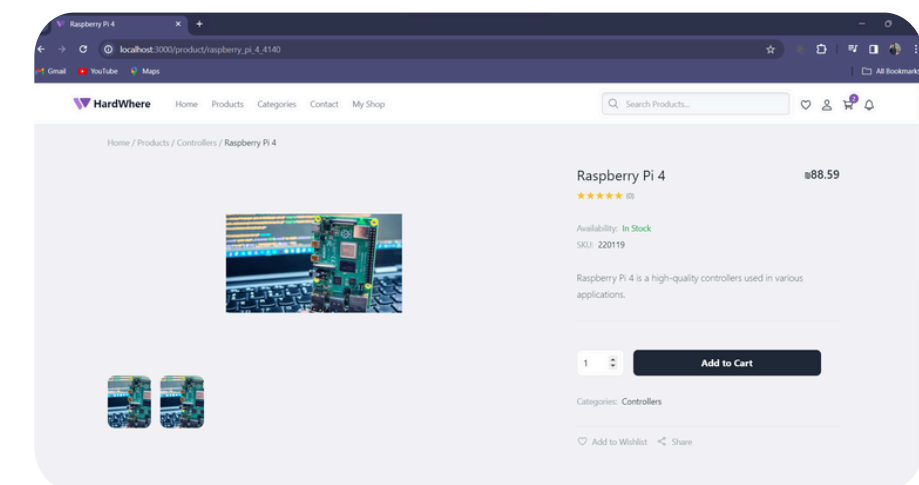 Raspberry Pi 4
localhost:3000/product/raspberry_pi_4_4140
Gmail YouTube Maps All Bookmarks
HardWhere Home Products Categories Contact My Shop Search Products...
Home / Products / Controllers / Raspberry Pi 4
Raspberry Pi 4 ₪88.59
(0)
Availability: In Stock
SKU: 220119
Raspberry Pi 4 is a high-quality controllers used in various
applications.
1 Add to Cart
Categories: Controllers
Add to Wishlist Share